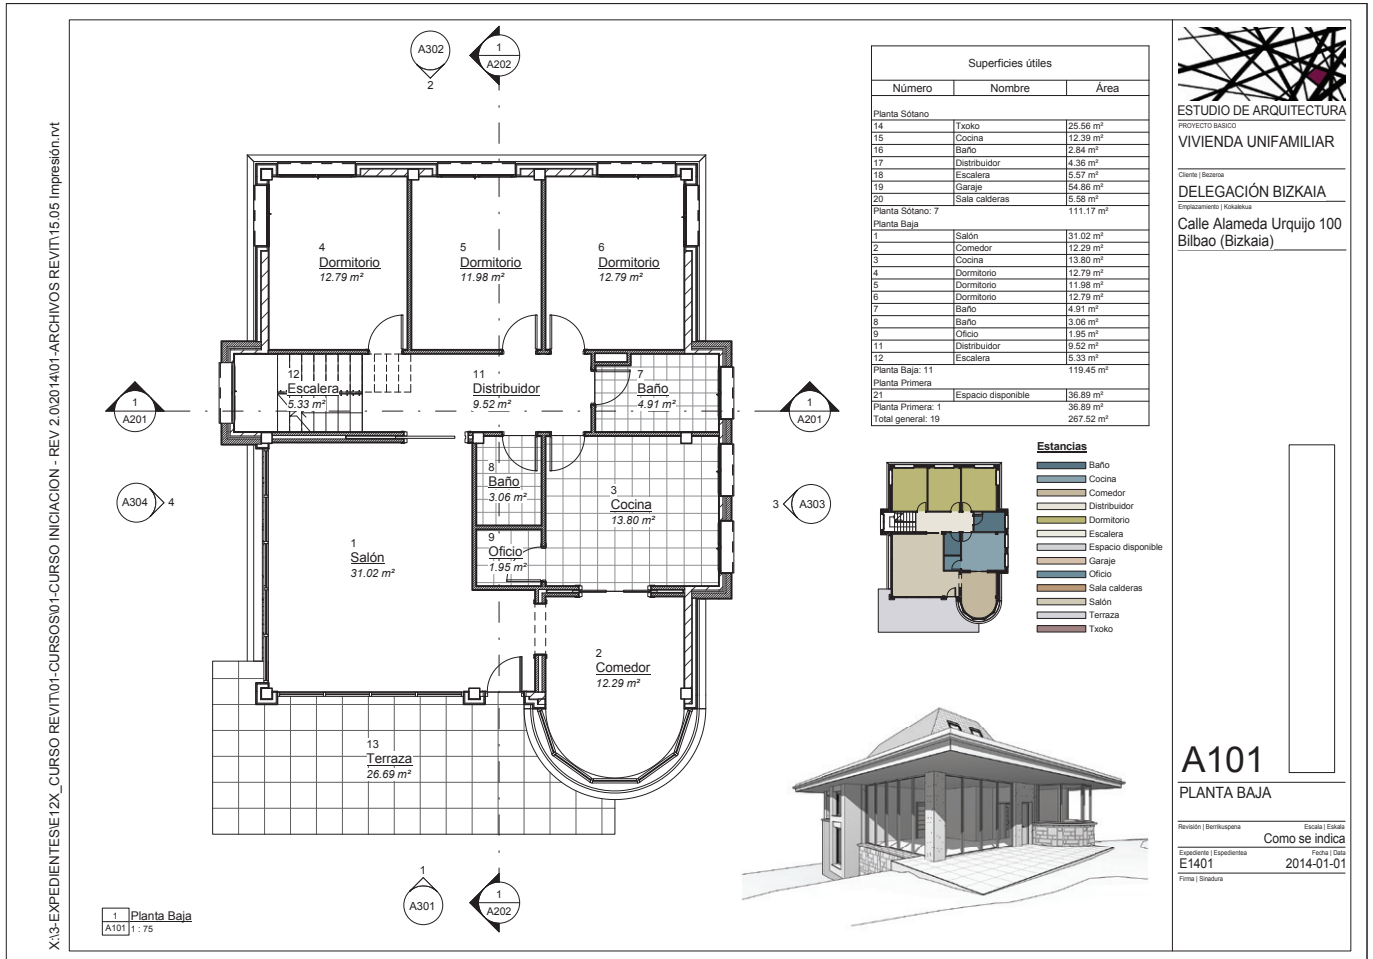 X:\3-EXPEDIENTES\E12X_CURSO REVIT\01-CURSOS\01-CURSO INICIACION - REV 2.0\2014\01-ARCHIVOS REVIT\15.05 Impresión.rvt
A302
2
1
A202
4
Dormitorio
12.79 m²
5
Dormitorio
11.98 m²
6
Dormitorio
12.79 m²
12
Escalera
5.33 m²
11
Distribuidor
9.52 m²
7
Baño
4.91 m²
1
A201
1
A201
A304
4
3
A303
8
Baño
3.06 m²
3
Cocina
13.80 m²
9
Oficio
1.95 m²
1
Salón
31.02 m²
2
Comedor
12.29 m²
13
Terraza
26.69 m²
1
A301
1
A202
1
Planta Baja
A101
1 : 75
Superficies útiles
Número Nombre Área
Planta Sótano
14 Txoko 25.56 m²
15 Cocina 12.39 m²
16 Baño 2.84 m²
17 Distribuidor 4.36 m²
18 Escalera 5.57 m²
19 Garaje 54.86 m²
20 Sala calderas 5.58 m²
Planta Sótano: 7 111.17 m²
Planta Baja
1 Salón 31.02 m²
2 Comedor 12.29 m²
3 Cocina 13.80 m²
4 Dormitorio 12.79 m²
5 Dormitorio 11.98 m²
6 Dormitorio 12.79 m²
7 Baño 4.91 m²
8 Baño 3.06 m²
9 Oficio 1.95 m²
11 Distribuidor 9.52 m²
12 Escalera 5.33 m²
Planta Baja: 11 119.45 m²
Planta Primera
21 Espacio disponible 36.89 m²
Planta Primera: 1 36.89 m²
Total general: 19 267.52 m²
Estancias
Baño
Cocina
Comedor
Distribuidor
Dormitorio
Escalera
Espacio disponible
Garaje
Oficio
Sala calderas
Salón
Terraza
Txoko
ESTUDIO DE ARQUITECTURA
PROYECTO BASICO
VIVIENDA UNIFAMILIAR
Cliente | Bezeroa
DELEGACIÓN BIZKAIA
Emplazamiento | Kokalekua
Calle Alameda Urquijo 100
Bilbao (Bizkaia)
A101
PLANTA BAJA
Revisión | Berrikuspena Escala | Eskala
Como se indica
Expediente | Espedientea Fecha | Data
E1401 2014-01-01
Firma | Sinadura